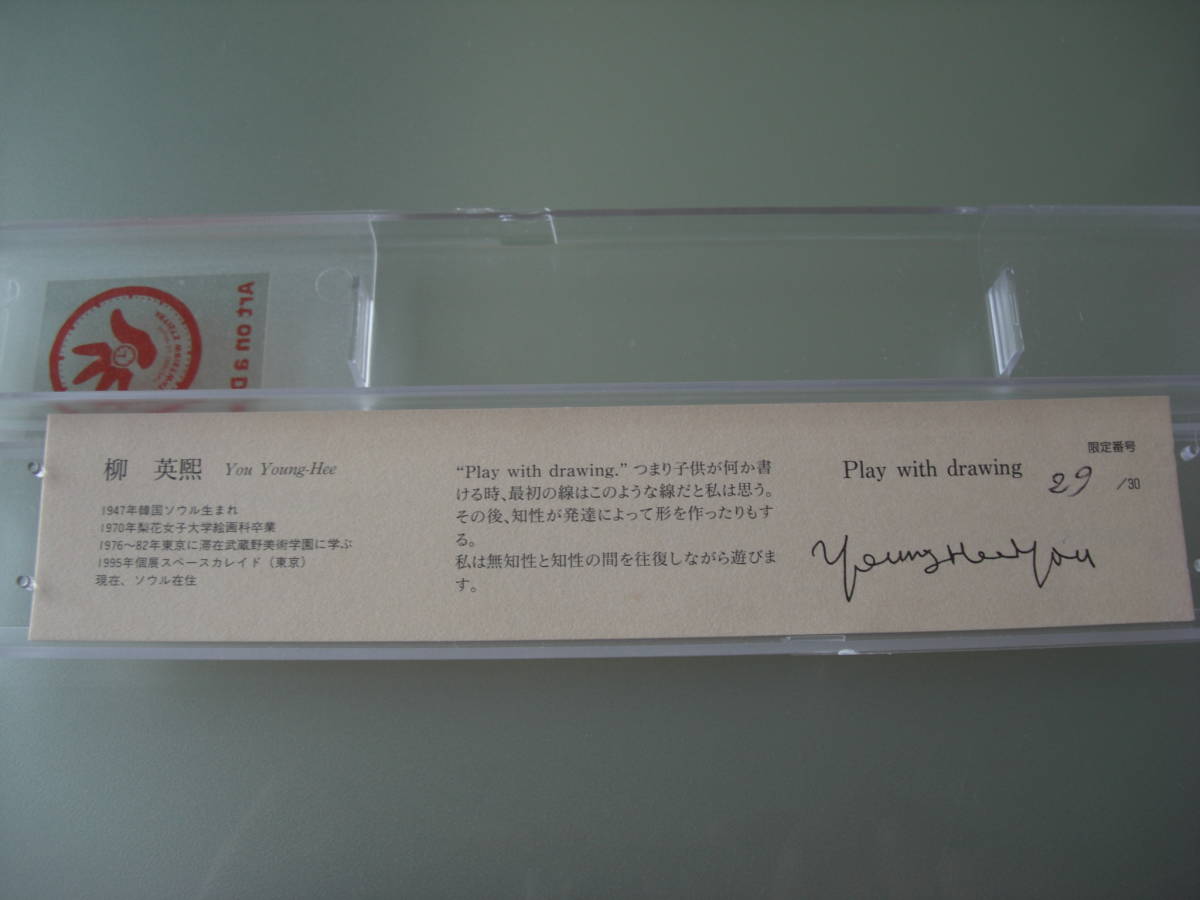 Art on a D
柳 英熙 You Young-Hee
1947年韓国ソウル生まれ
1970年梨花女子大学絵画科卒業
1976〜82年東京に滞在武蔵野美術学園に学ぶ
1995年個展スペースカレイド（東京）
現在、ソウル在住
“Play with drawing.” つまり子供が何か書
ける時、最初の線はこのような線だと私は思う。
その後、知性が発達によって形を作ったりもす
る。
私は無知性と知性の間を往復しながら遊びま
す。
限定番号
Play with drawing 29 /30
Young Hee You